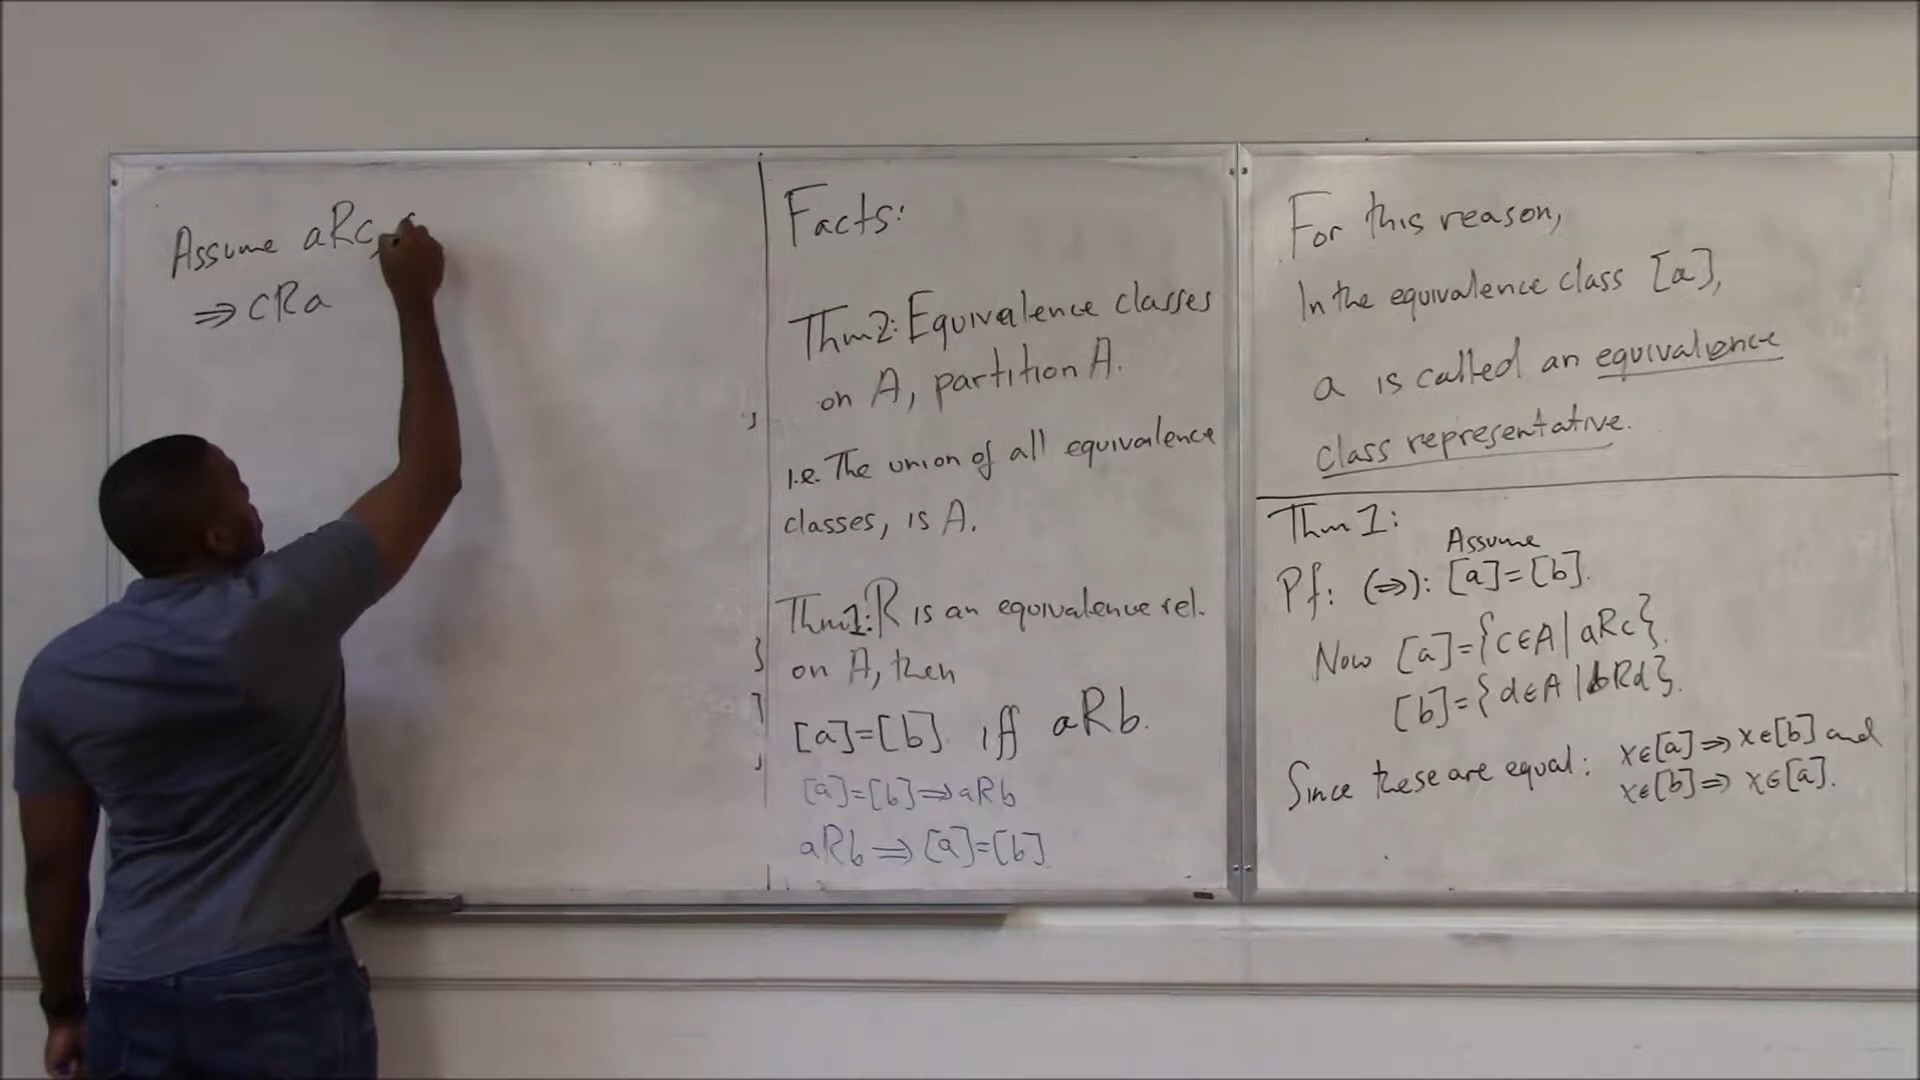 Assume aRc,
⇒ cRa
Facts:
Thm2: Equivalence classes
on A, partition A.
i.e. The union of all equivalence
classes, is A.
Thm1: R is an equivalence rel.
on A, then
[a]=[b] iff aRb.
[a]=[b] ⇒ aRb
aRb ⇒ [a]=[b]
For this reason,
In the equivalence class [a],
a is called an equivalence
class representative.
Thm 1:
Assume
Pf: (⇒): [a]=[b].
Now [a]={c∈A | aRc}.
[b]={d∈A | bRd}.
Since these are equal: x∈[a] ⇒ x∈[b] and
x∈[b] ⇒ x∈[a].